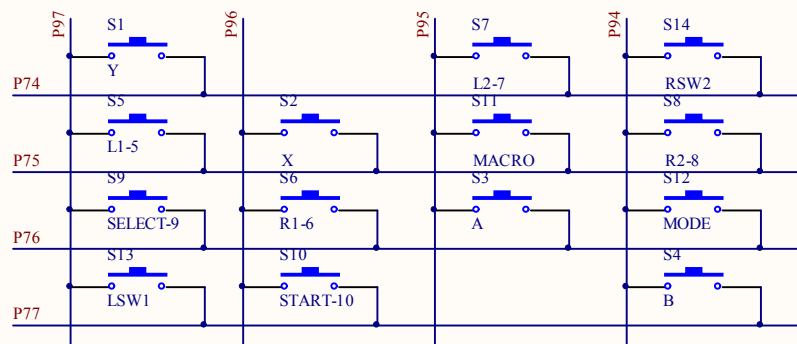 P97 P96 P95 P94
S1 S7 S14
Y L2-7 RSW2
P74
S5 S2 S11 S8
L1-5 X MACRO R2-8
P75
S9 S6 S3 S12
SELECT-9 R1-6 A MODE
P76
S13 S10 S4
LSW1 START-10 B
P77